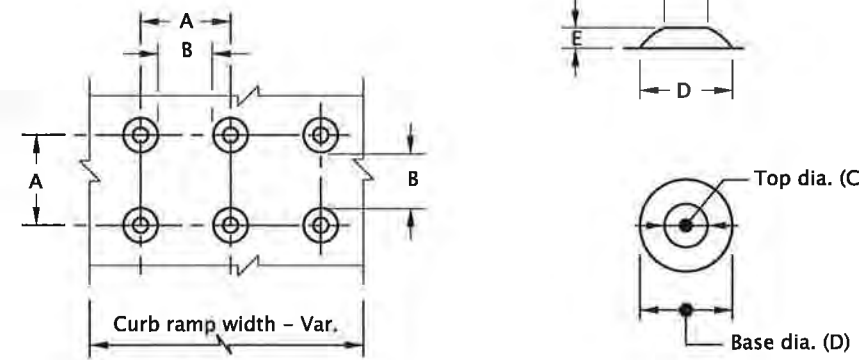 A
B
A
B
Curb ramp width – Var.
E
D
Top dia. (C
Base dia. (D)